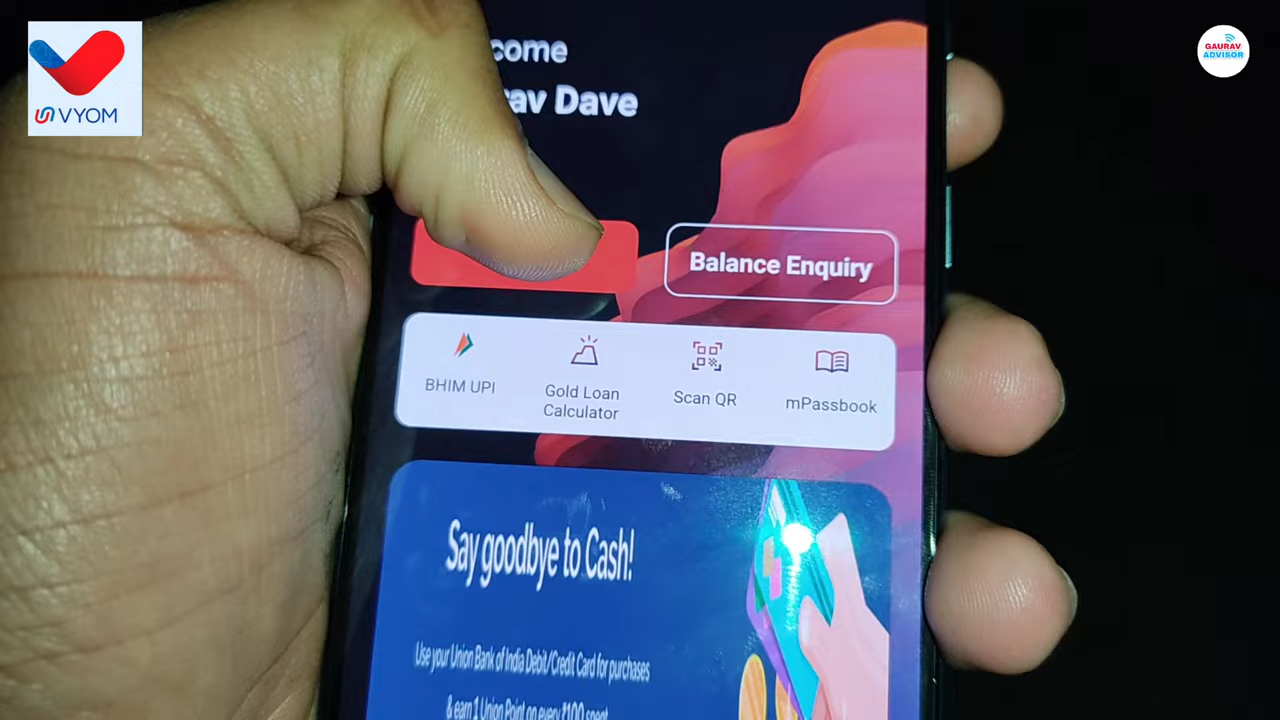 VYOM
GAURAV
ADVISOR
come
av Dave
Balance Enquiry
BHIM UPI
Gold Loan
Calculator
Scan QR
mPassbook
Say goodbye to Cash!
Use your Union Bank of India Debit/Credit Card for purchases
& earn 1 Union Point on every ₹100 spent